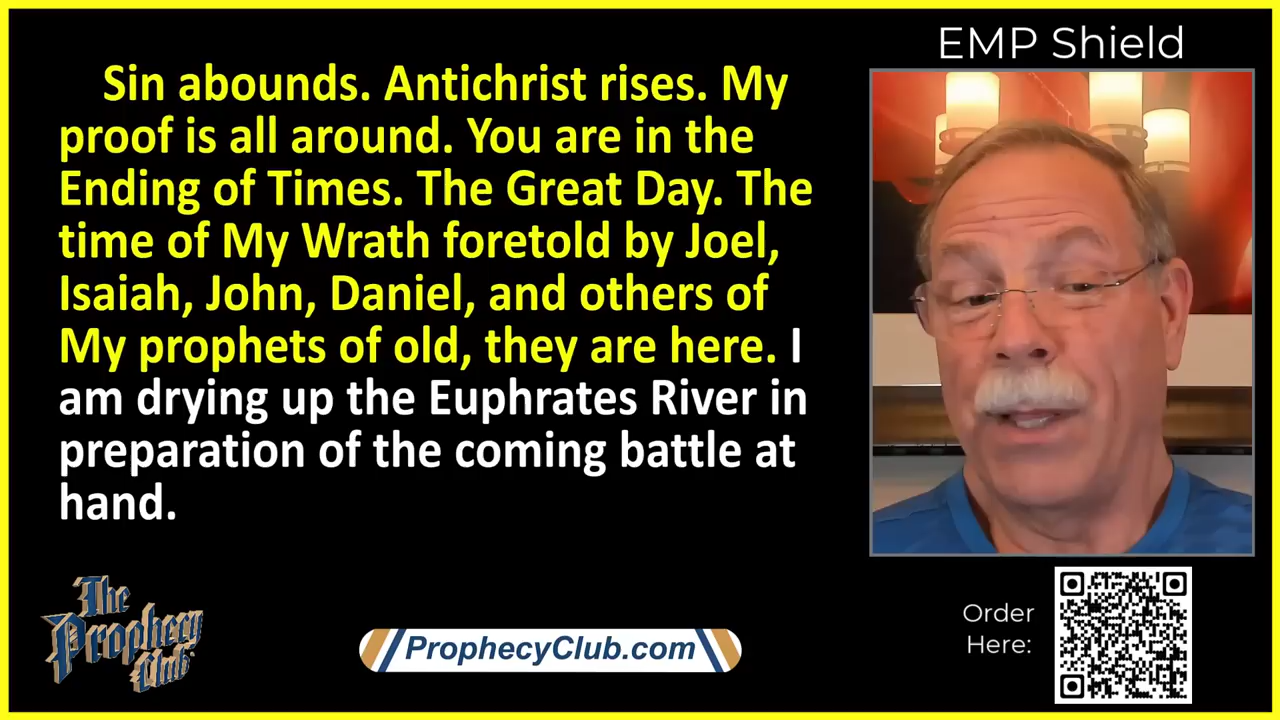 Sin abounds. Antichrist rises. My
proof is all around. You are in the
Ending of Times. The Great Day. The
time of My Wrath foretold by Joel,
Isaiah, John, Daniel, and others of
My prophets of old, they are here. I
am drying up the Euphrates River in
preparation of the coming battle at
hand.
EMP Shield
The
Prophecy
Club
ProphecyClub.com
Order
Here: